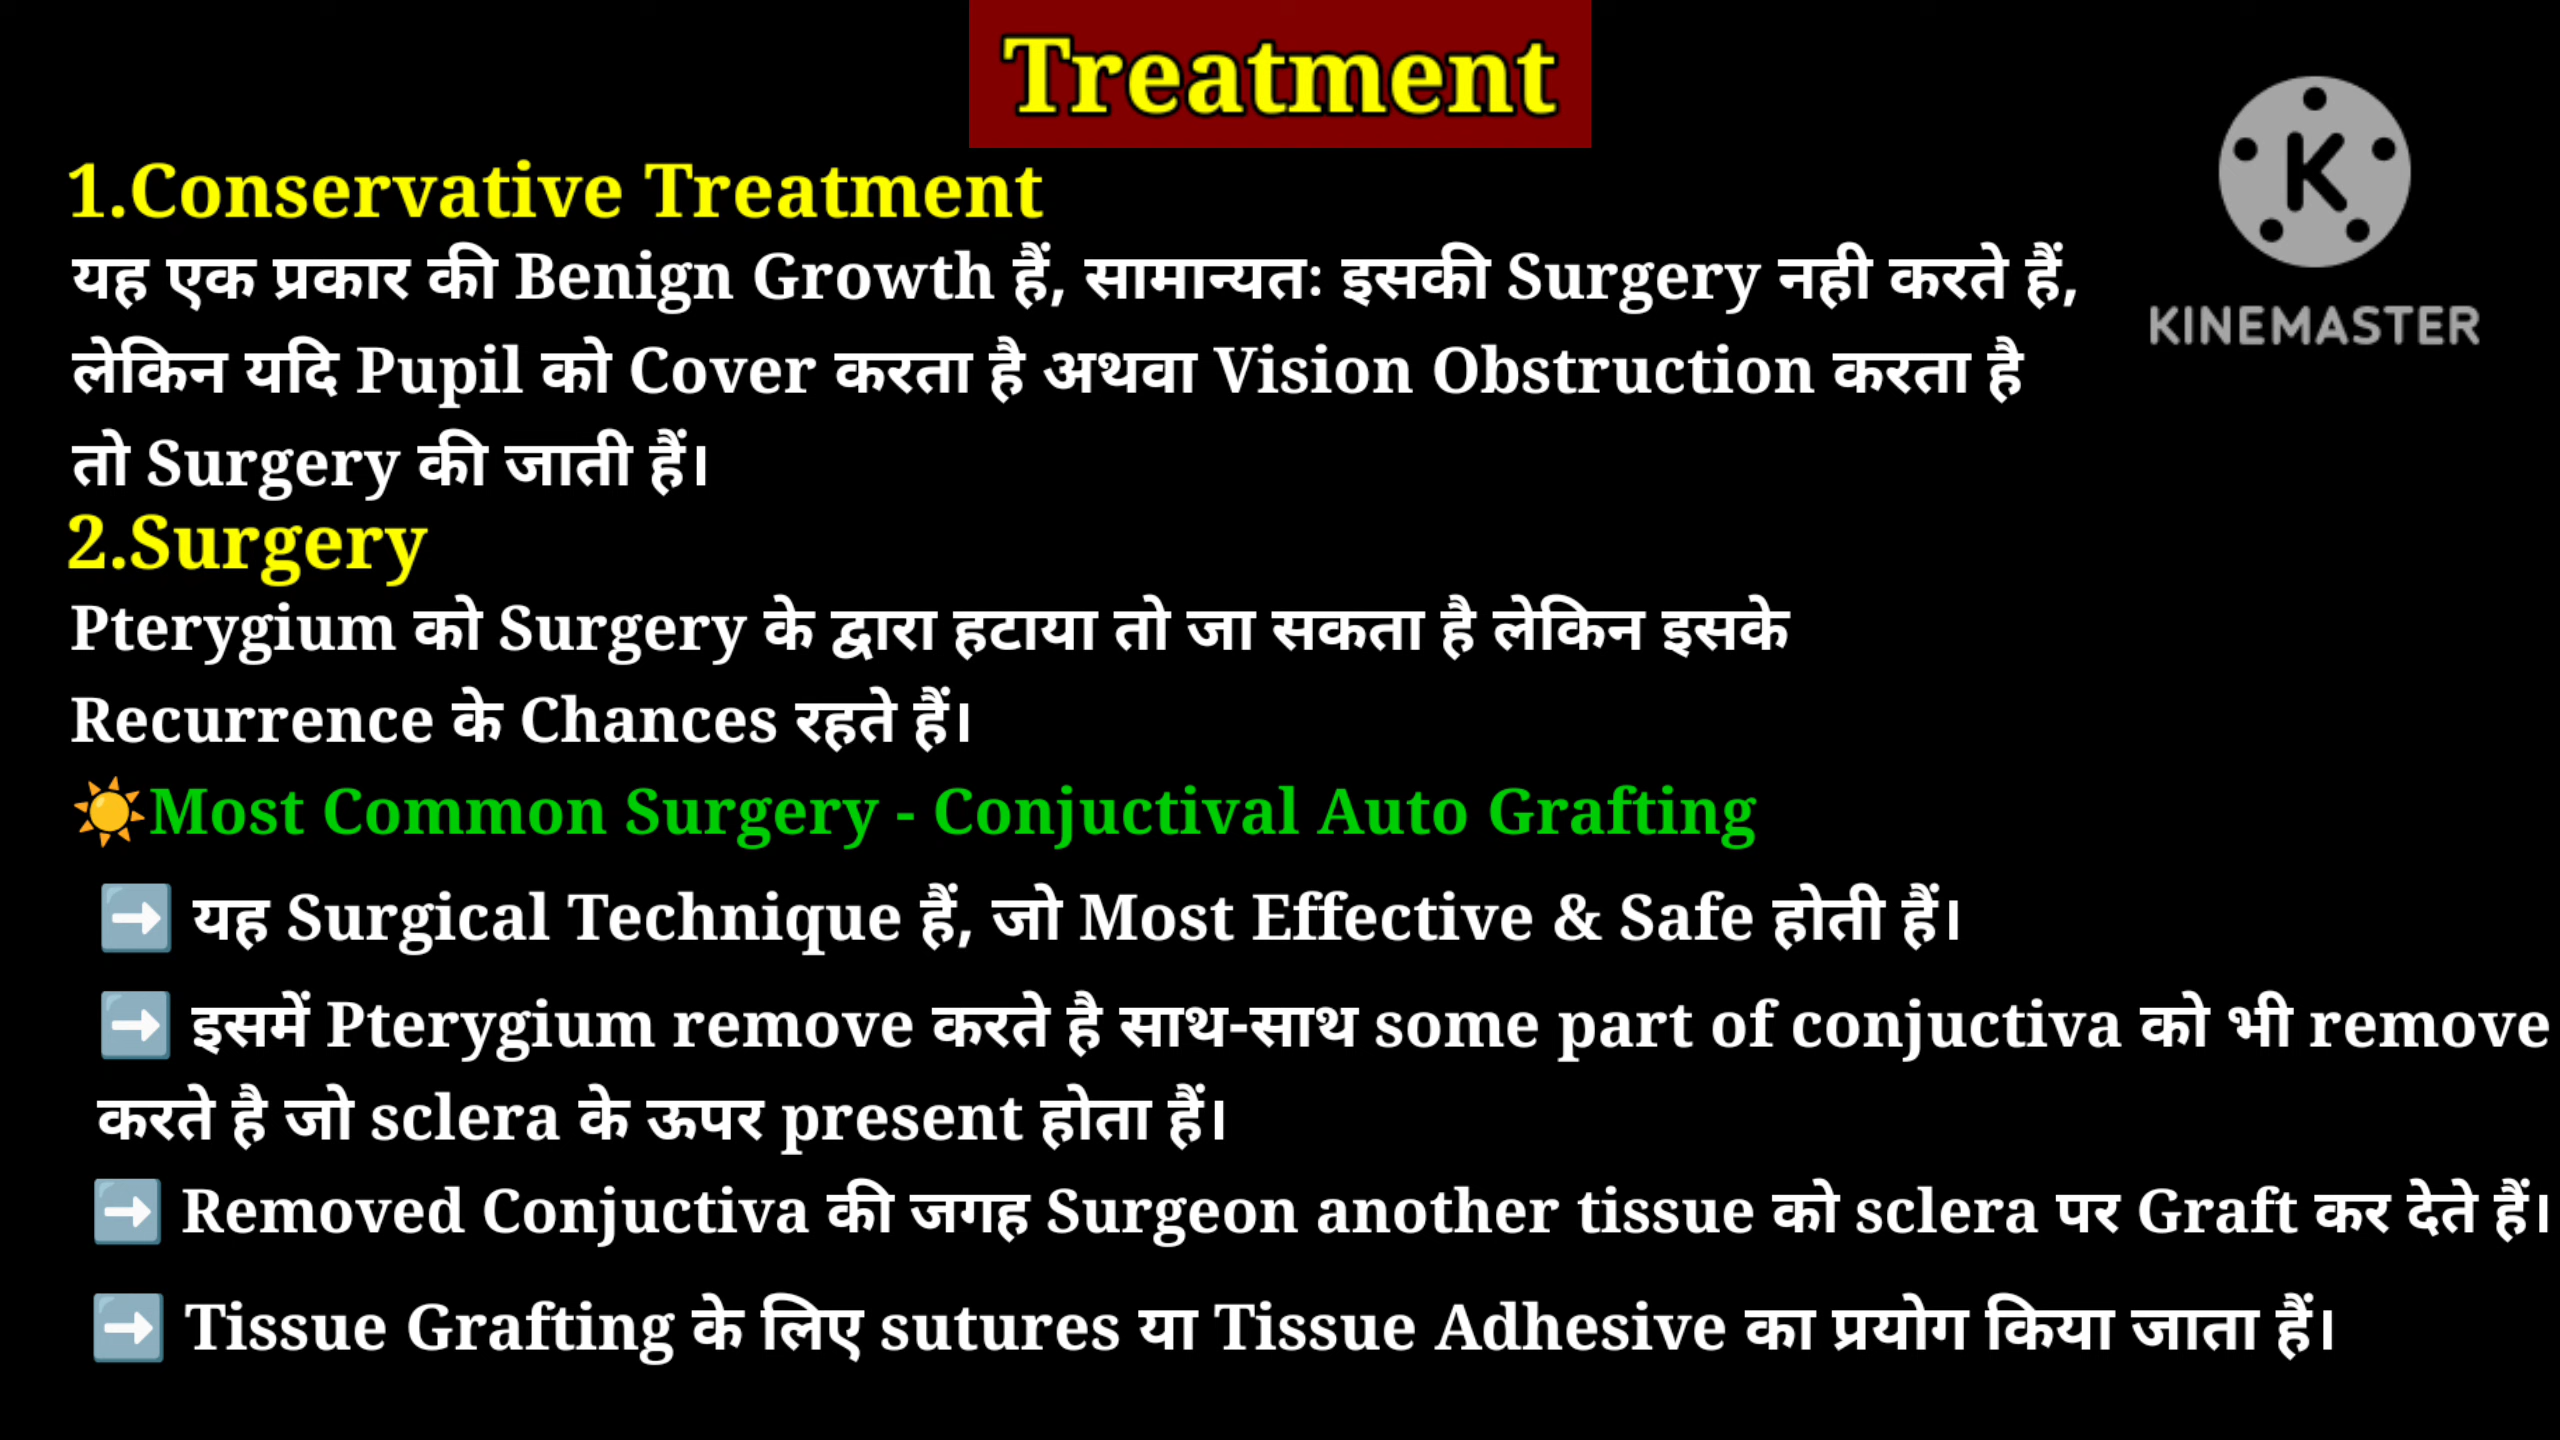 Treatment
1.Conservative Treatment
यह एक प्रकार की Benign Growth हैं, सामान्यतः इसकी Surgery नही करते हैं,
लेकिन यदि Pupil को Cover करता है अथवा Vision Obstruction करता है
तो Surgery की जाती हैं।
KINEMASTER
2.Surgery
Pterygium को Surgery के द्वारा हटाया तो जा सकता है लेकिन इसके
Recurrence के Chances रहते हैं।
☀️Most Common Surgery - Conjuctival Auto Grafting
➡️ यह Surgical Technique हैं, जो Most Effective & Safe होती हैं।
➡️ इसमें Pterygium remove करते है साथ-साथ some part of conjuctiva को भी remove
करते है जो sclera के ऊपर present होता हैं।
➡️ Removed Conjuctiva की जगह Surgeon another tissue को sclera पर Graft कर देते हैं।
➡️ Tissue Grafting के लिए sutures या Tissue Adhesive का प्रयोग किया जाता हैं।